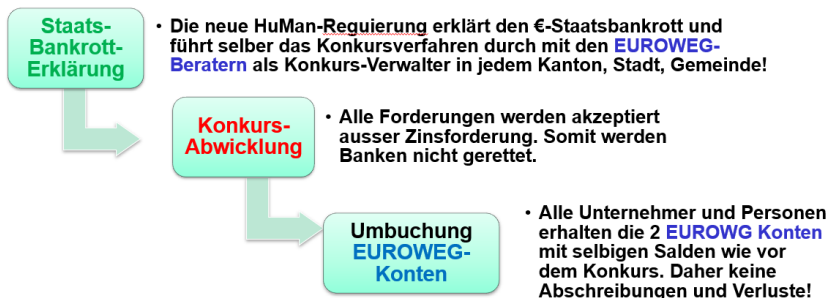 Staats-
Bankrott-
Erklärung
• Die neue HuMan-Reguierung erklärt den €-Staatsbankrott und
führt selber das Konkursverfahren durch mit den EUROWEG-
Beratern als Konkurs-Verwalter in jedem Kanton, Stadt, Gemeinde!
Konkurs-
Abwicklung
• Alle Forderungen werden akzeptiert
ausser Zinsforderung. Somit werden
Banken nicht gerettet.
Umbuchung
EUROWEG-
Konten
• Alle Unternehmer und Personen
erhalten die 2 EUROWG Konten
mit selbigen Salden wie vor
dem Konkurs. Daher keine
Abschreibungen und Verluste!